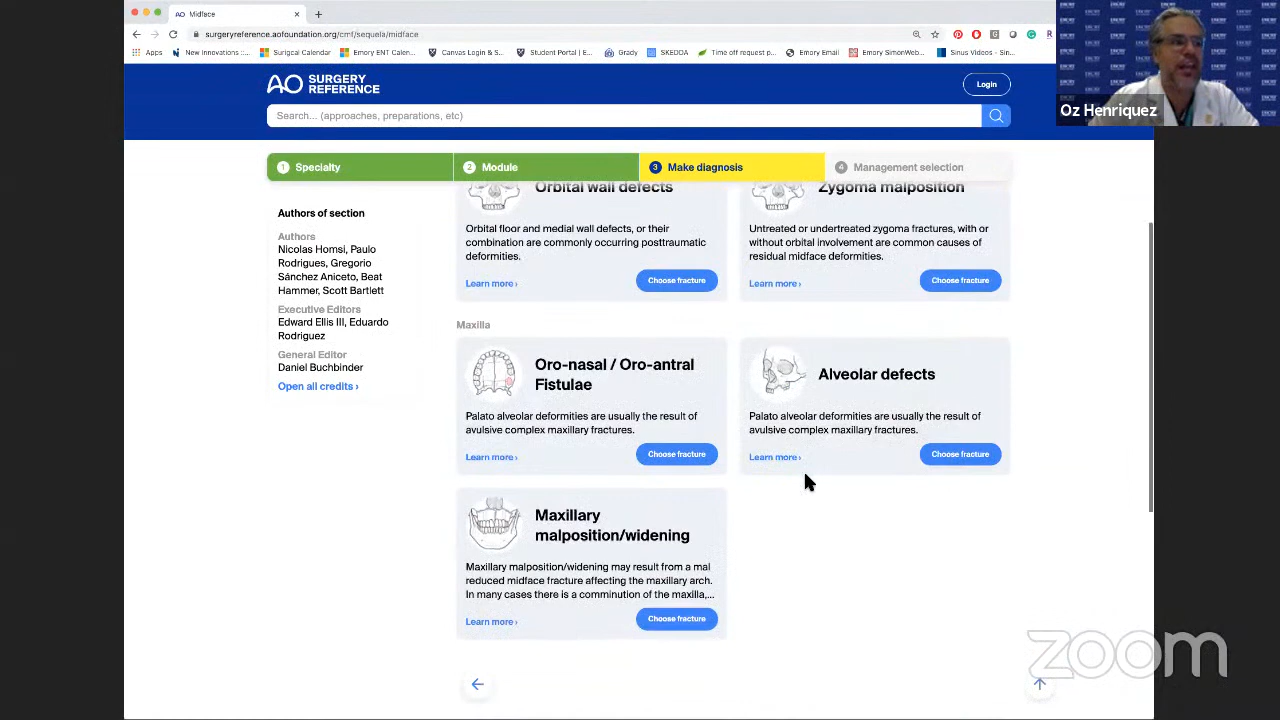 Midface
surgeryreference.aofoundation.org/cmf/sequela/midface
Apps
New Innovations ::...
Surgical Calendar
Emory ENT Calen...
Canvas Login & S...
Student Portal | E...
Grady
SKEDDA
Time off request p...
Emory Email
Emory SimonWeb...
Sinus Videos - Sin...
Oz Henriquez
AO SURGERY
REFERENCE
Login
Search... (approaches, preparations, etc)
1 Specialty
2 Module
3 Make diagnosis
4 Management selection
Authors of section
Authors
Nicolas Homsi, Paulo
Rodrigues, Gregorio
Sánchez Aniceto, Beat
Hammer, Scott Bartlett
Executive Editors
Edward Ellis III, Eduardo
Rodriguez
General Editor
Daniel Buchbinder
Open all credits ›
Orbital wall defects
Orbital floor and medial wall defects, or their
combination are commonly occurring posttraumatic
deformities.
Learn more ›
Choose fracture
Zygoma malposition
Untreated or undertreated zygoma fractures, with or
without orbital involvement are common causes of
residual midface deformities.
Learn more ›
Choose fracture
Maxilla
Oro-nasal / Oro-antral
Fistulae
Palato alveolar deformities are usually the result of
avulsive complex maxillary fractures.
Learn more ›
Choose fracture
Alveolar defects
Palato alveolar deformities are usually the result of
avulsive complex maxillary fractures.
Learn more ›
Choose fracture
Maxillary
malposition/widening
Maxillary malposition/widening may result from a mal
reduced midface fracture affecting the maxillary arch.
In many cases there is a comminution of the maxilla,...
Learn more ›
Choose fracture
zoom